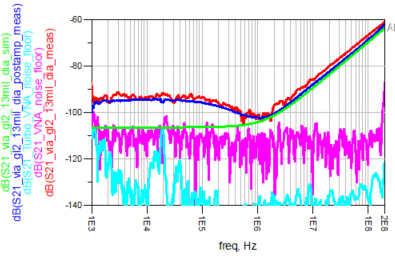 dB(S21_via_gl2_13mil_dia_sim)
dB(S21_via_gl2_13mil_dia_postamp_meas)
dB(S21_VNA_noise_floor)
dB(S21_via_gl2_13mil_dia_meas)
-60
-80
-100
-120
-140
1E3
1E4
1E5
1E6
1E7
1E8
2E8
freq, Hz